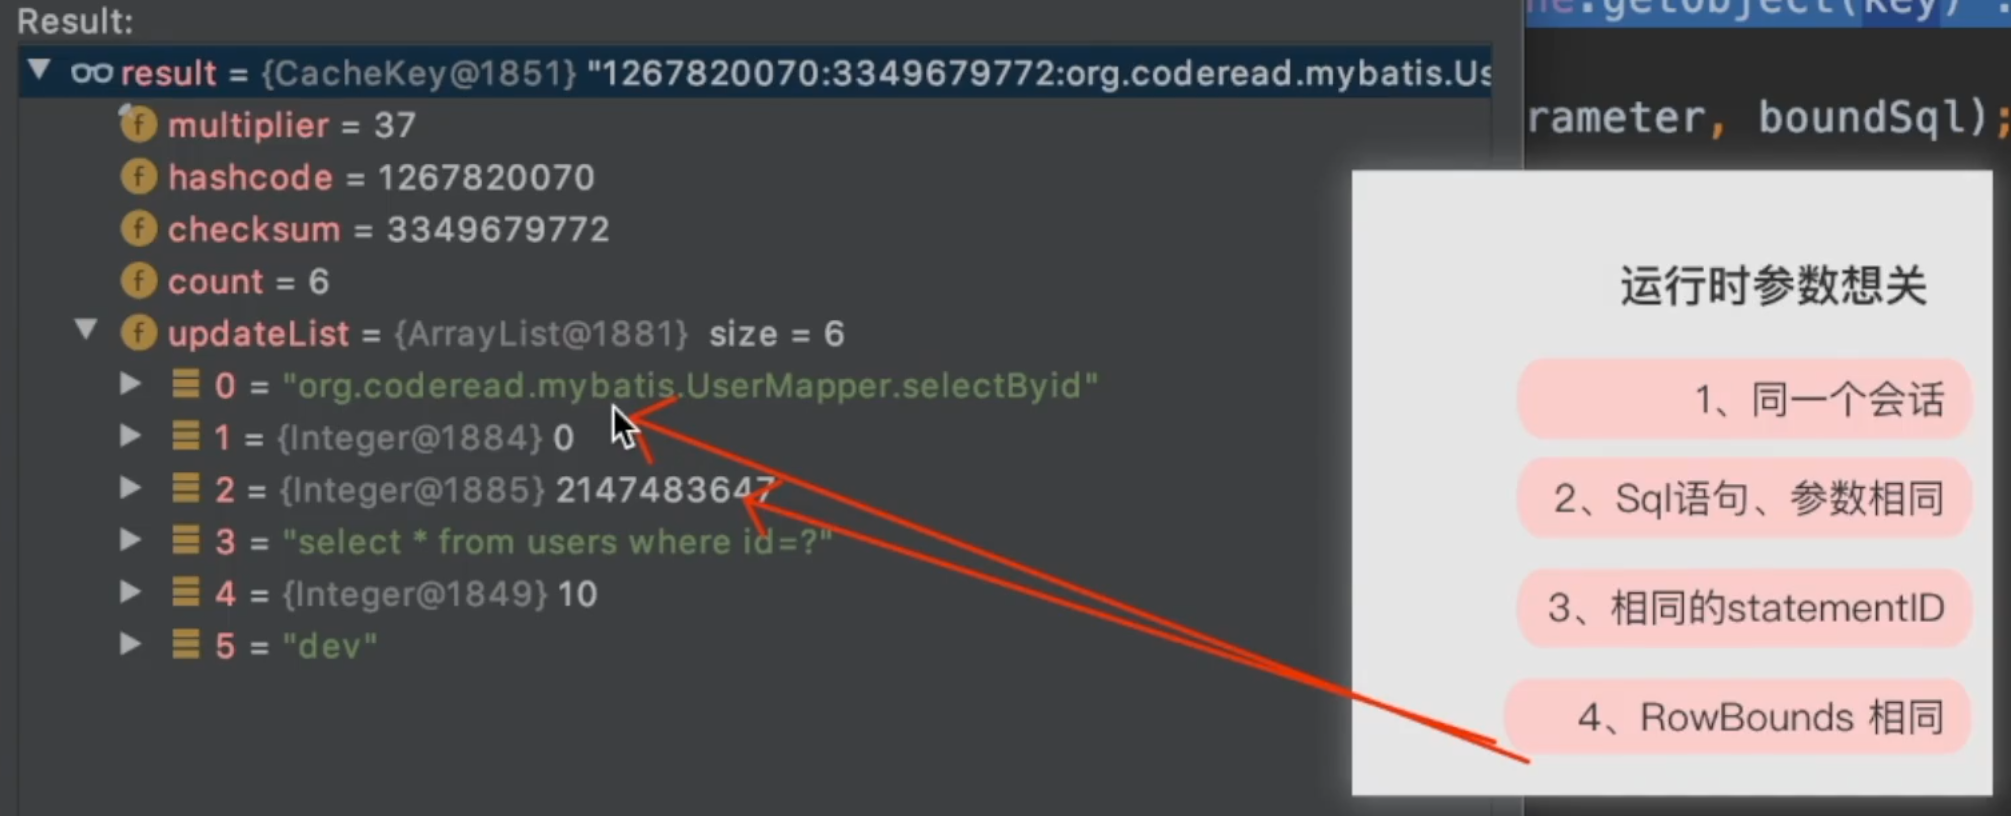 Result:
result = {CacheKey@1851} "1267820070:3349679772:org.coderead.mybatis.Us
multiplier = 37
hashcode = 1267820070
checksum = 3349679772
count = 6
updateList = {ArrayList@1881} size = 6
0 = "org.coderead.mybatis.UserMapper.selectByid"
1 = {Integer@1884} 0
2 = {Integer@1885} 2147483647
3 = "select * from users where id=?"
4 = {Integer@1849} 10
5 = "dev"
.getObject(key)
rameter, boundSql);
运行时参数想关
1、同一个会话
2、Sql语句、参数相同
3、相同的statementID
4、RowBounds 相同